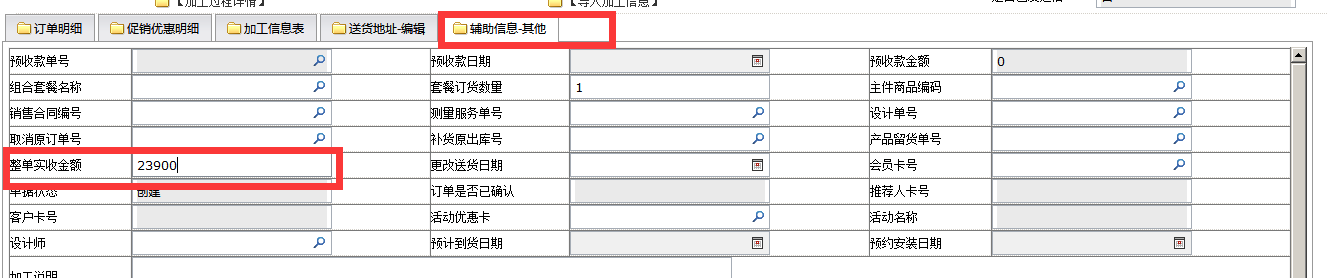 【加工过程详情】 【导入加工信息】
订单明细 促销优惠明细 加工信息表 送货地址-编辑 辅助信息-其他
预收款单号 预收款日期 预收款金额 0
组合套餐名称 套餐订货数量 1 主件商品编码
销售合同编号 测量服务单号 设计单号
取消原订单号 补货原出库号 产品留货单号
整单实收金额 23900 更改送货日期 会员卡号
单据状态 创建 订单是否已确认 推荐人卡号
客户卡号 活动优惠卡 活动名称
设计师 预计到货日期 预约安装日期
加工说明